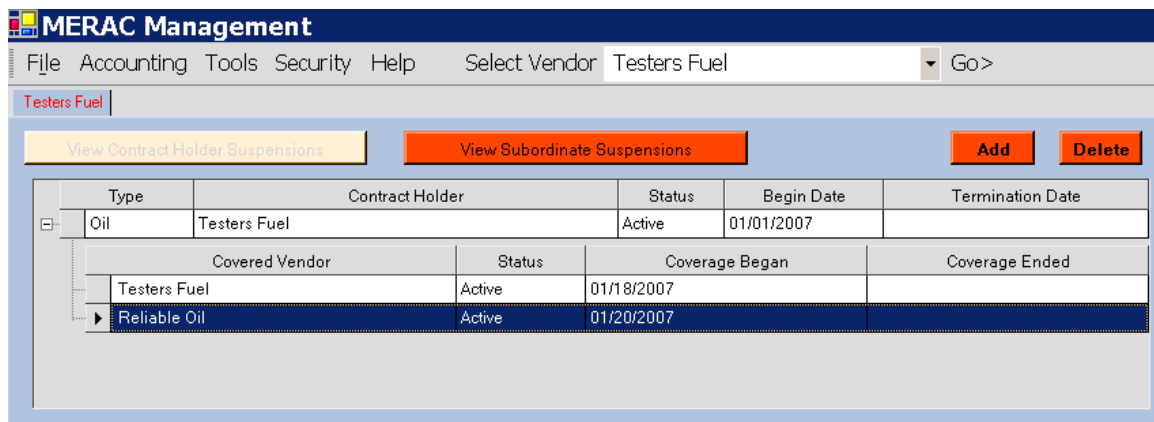 MERAC Management
File Accounting Tools Security Help Select Vendor Testers Fuel Go>
Testers Fuel
View Contract Holder Suspensions View Subordinate Suspensions Add Delete
Type Contract Holder Status Begin Date Termination Date
Oil Testers Fuel Active 01/01/2007
Covered Vendor Status Coverage Began Coverage Ended
Testers Fuel Active 01/18/2007
Reliable Oil Active 01/20/2007